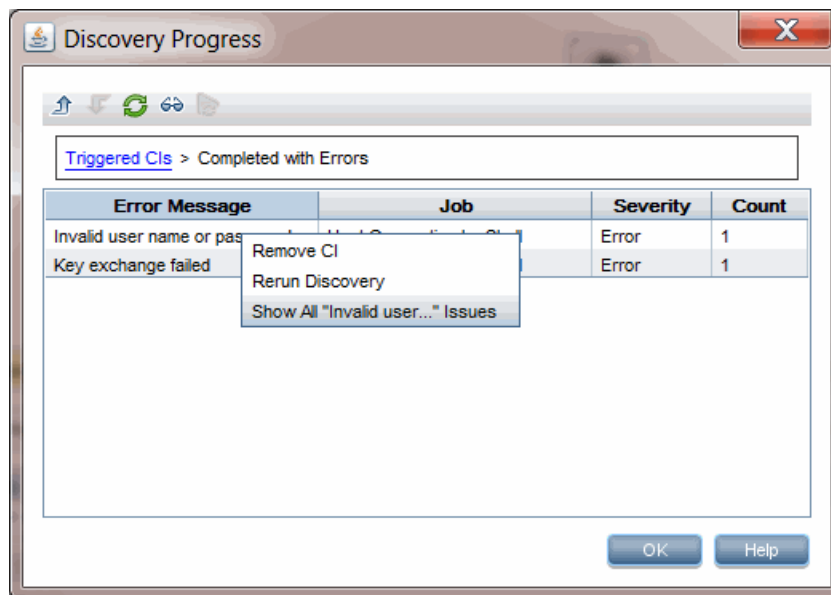 Discovery Progress
Triggered CIs > Completed with Errors
Error Message Job Severity Count
Invalid user name or Error 1
Key exchange failed Error 1
Remove CI
Rerun Discovery
Show All "Invalid user..." Issues
OK Help